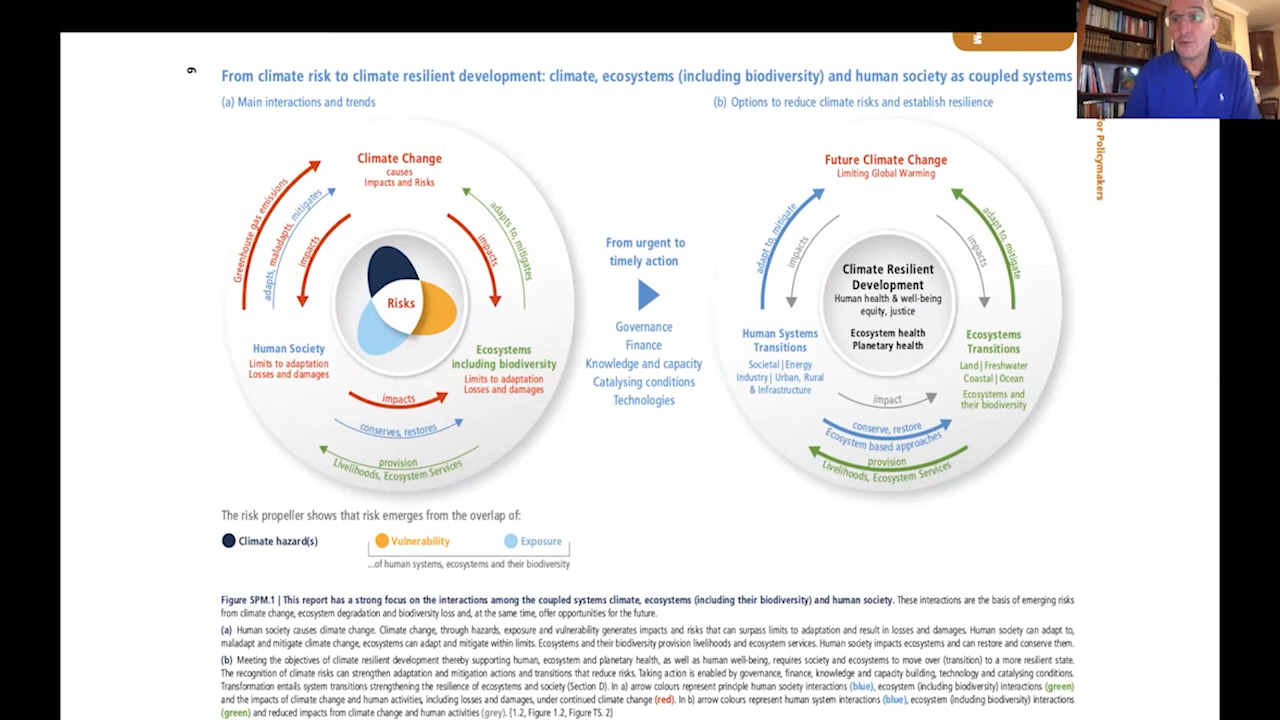 6
From climate risk to climate resilient development: climate, ecosystems (including biodiversity) and human society as coupled systems
(a) Main interactions and trends
(b) Options to reduce climate risks and establish resilience
for Policymakers
Climate Change
causes
Impacts and Risks
Greenhouse gas emissions
adapts, maladapts, mitigates
impacts
impacts
adapts to, mitigates
Risks
Human Society
Limits to adaptation
Losses and damages
Ecosystems
including biodiversity
Limits to adaptation
Losses and damages
impacts
conserves, restores
provision
Livelihoods, Ecosystem Services
From urgent to
timely action
Governance
Finance
Knowledge and capacity
Catalysing conditions
Technologies
Future Climate Change
Limiting Global Warming
adapt to, mitigate
impacts
impacts
adapt to, mitigate
Climate Resilient
Development
Human health & well-being
equity, justice
Ecosystem health
Planetary health
Human Systems
Transitions
Societal | Energy
Industry | Urban, Rural
& Infrastructure
Ecosystems
Transitions
Land | Freshwater
Coastal | Ocean
Ecosystems and
their biodiversity
impact
conserve, restore
Ecosystem based approaches
provision
Livelihoods, Ecosystem Services
The risk propeller shows that risk emerges from the overlap of:
Climate hazard(s)
Vulnerability
Exposure
...of human systems, ecosystems and their biodiversity
Figure SPM.1 | This report has a strong focus on the interactions among the coupled systems climate, ecosystems (including their biodiversity) and human society. These interactions are the basis of emerging risks
from climate change, ecosystem degradation and biodiversity loss and, at the same time, offer opportunities for the future.
(a) Human society causes climate change. Climate change, through hazards, exposure and vulnerability generates impacts and risks that can surpass limits to adaptation and result in losses and damages. Human society can adapt to,
maladapt and mitigate climate change, ecosystems can adapt and mitigate within limits. Ecosystems and their biodiversity provision livelihoods and ecosystem services. Human society impacts ecosystems and can restore and conserve them.
(b) Meeting the objectives of climate resilient development thereby supporting human, ecosystem and planetary health, as well as human well-being, requires society and ecosystems to move over (transition) to a more resilient state.
The recognition of climate risks can strengthen adaptation and mitigation actions and transitions that reduce risks. Taking action is enabled by governance, finance, knowledge and capacity building, technology and catalysing conditions.
Transformation entails system transitions strengthening the resilience of ecosystems and society (Section D). In a) arrow colours represent principle human society interactions (blue), ecosystem (including biodiversity) interactions (green)
and the impacts of climate change and human activities, including losses and damages, under continued climate change (red). In b) arrow colours represent human system interactions (blue), ecosystem (including biodiversity) interactions
(green) and reduced impacts from climate change and human activities (grey). {1.2, Figure 1.2, Figure TS. 2}